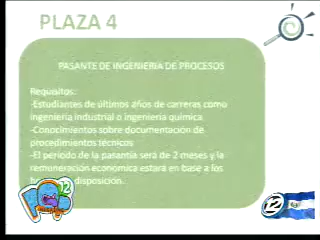 PLAZA 4
PASANTE DE INGENIERIA DE PROCESOS
Requisitos:
-Estudiantes de últimos años de carreras como
ingeniería industrial o ingeniería química
-Conocimientos sobre documentación de
procedimientos técnicos
-El período de la pasantía será de 2 meses y la
remuneración económica estará en base a los
disposición.
12
12